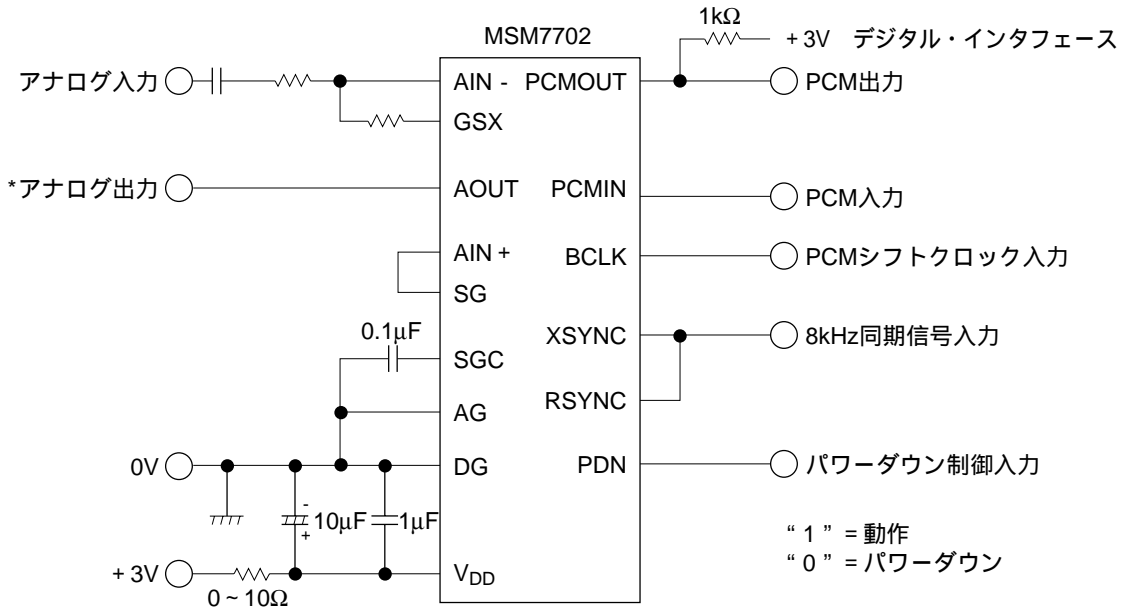 1kΩ
MSM7702
+ 3V デジタル・インタフェース
アナログ入力
AIN -
PCMOUT
PCM出力
GSX
*アナログ出力
AOUT
PCMIN
PCM入力
AIN +
BCLK
PCMシフトクロック入力
SG
0.1μF
SGC
XSYNC
8kHz同期信号入力
AG
RSYNC
0V
DG
PDN
パワーダウン制御入力
-
10μF
+
1μF
“ 1 ” = 動作
“ 0 ” = パワーダウン
+ 3V
VDD
0 ~ 10Ω